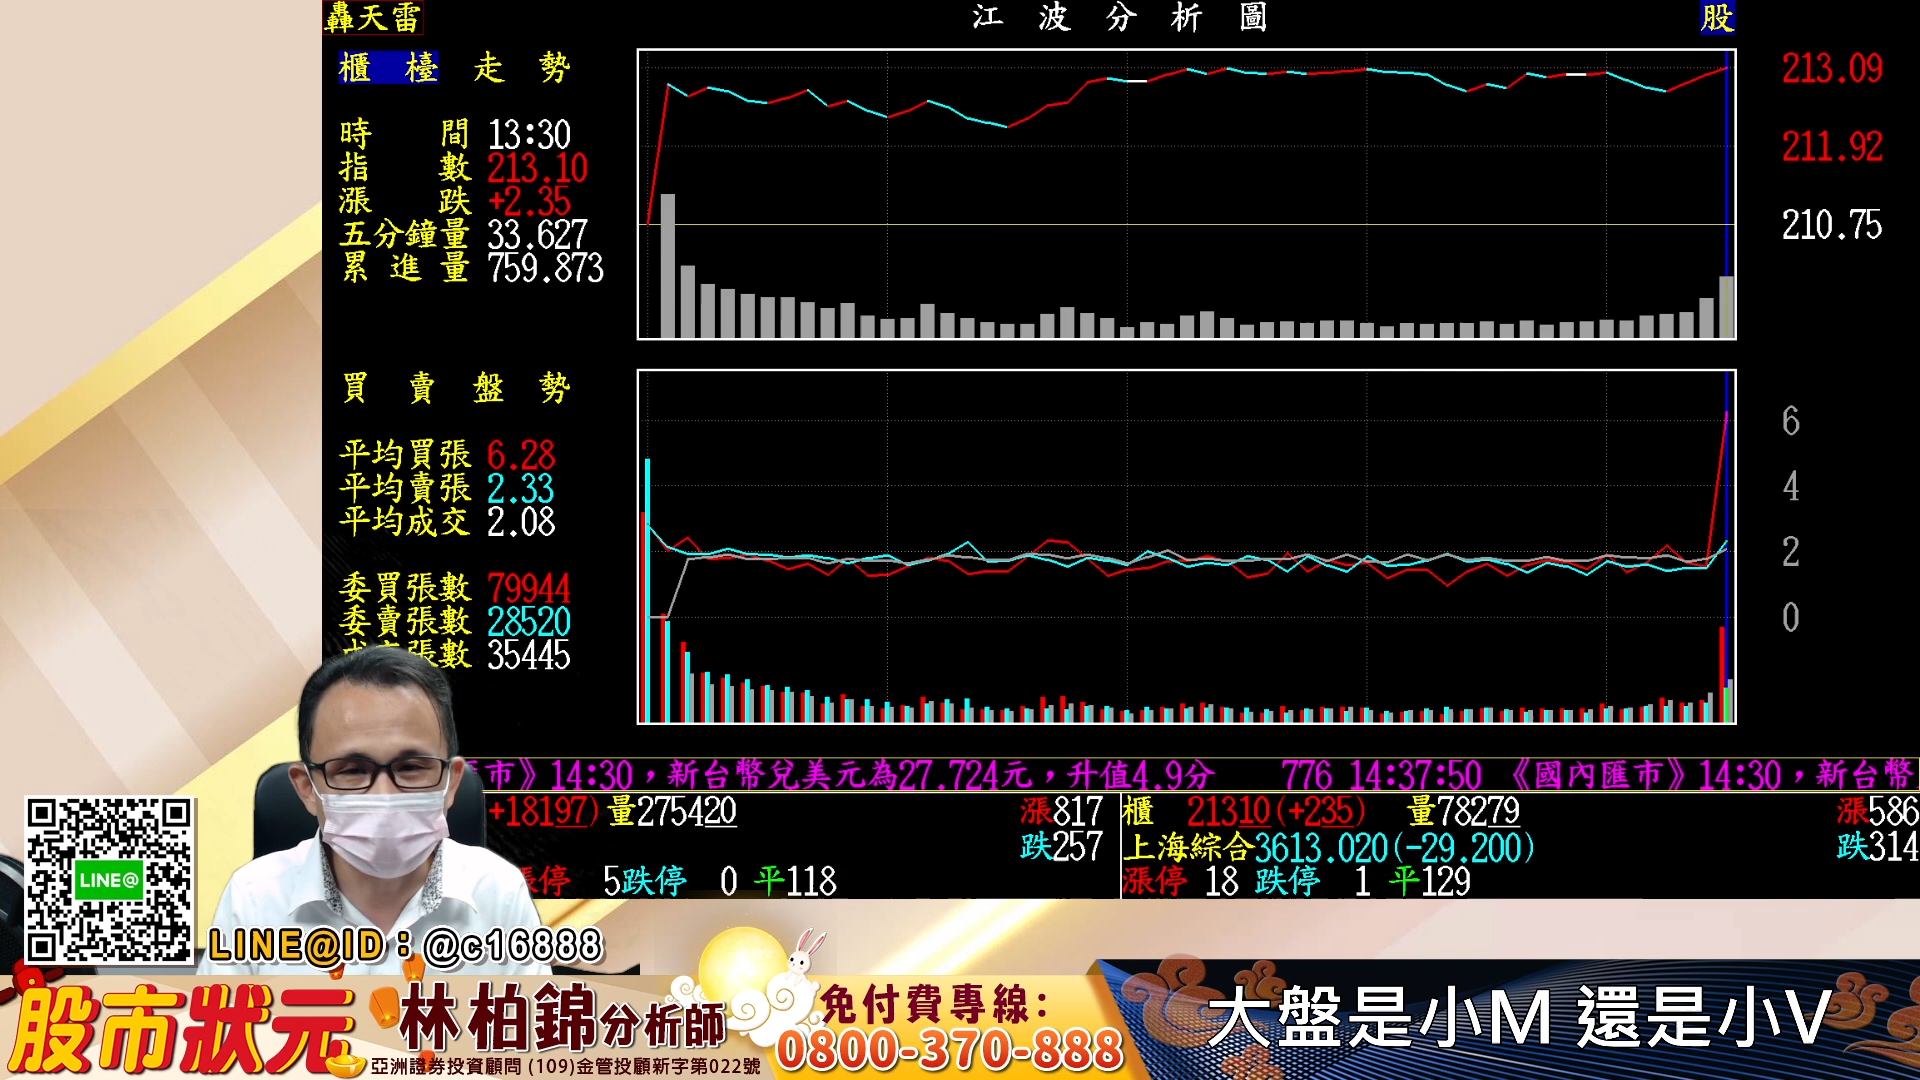 轟天雷
江波分析圖
股
櫃檯走勢
時間 13:30
指數 213.10
漲跌 +2.35
五分鐘量 33.627
累進量 759.873
213.09
211.92
210.75
買賣盤勢
平均買張 6.28
平均賣張 2.33
平均成交 2.08
委買張數 79944
委賣張數 28520
張數 35445
6
4
2
0
市》14:30，新台幣兌美元為27.724元，升值4.9分 776 14:37:50 《國內匯市》14:30，新台幣
+18197) 量275420 漲817
跌257
漲停 5 跌停 0 平118
櫃 21310(+235) 量78279 漲586
上海綜合3613.020(-29.200) 跌314
漲停 18 跌停 1 平129
LINE@
LINE@ID：@c16888
股市狀元
林柏錦分析師
亞洲證券投資顧問 (109)金管投顧新字第022號
免付費專線：
0800-370-888
大盤是小M 還是小V